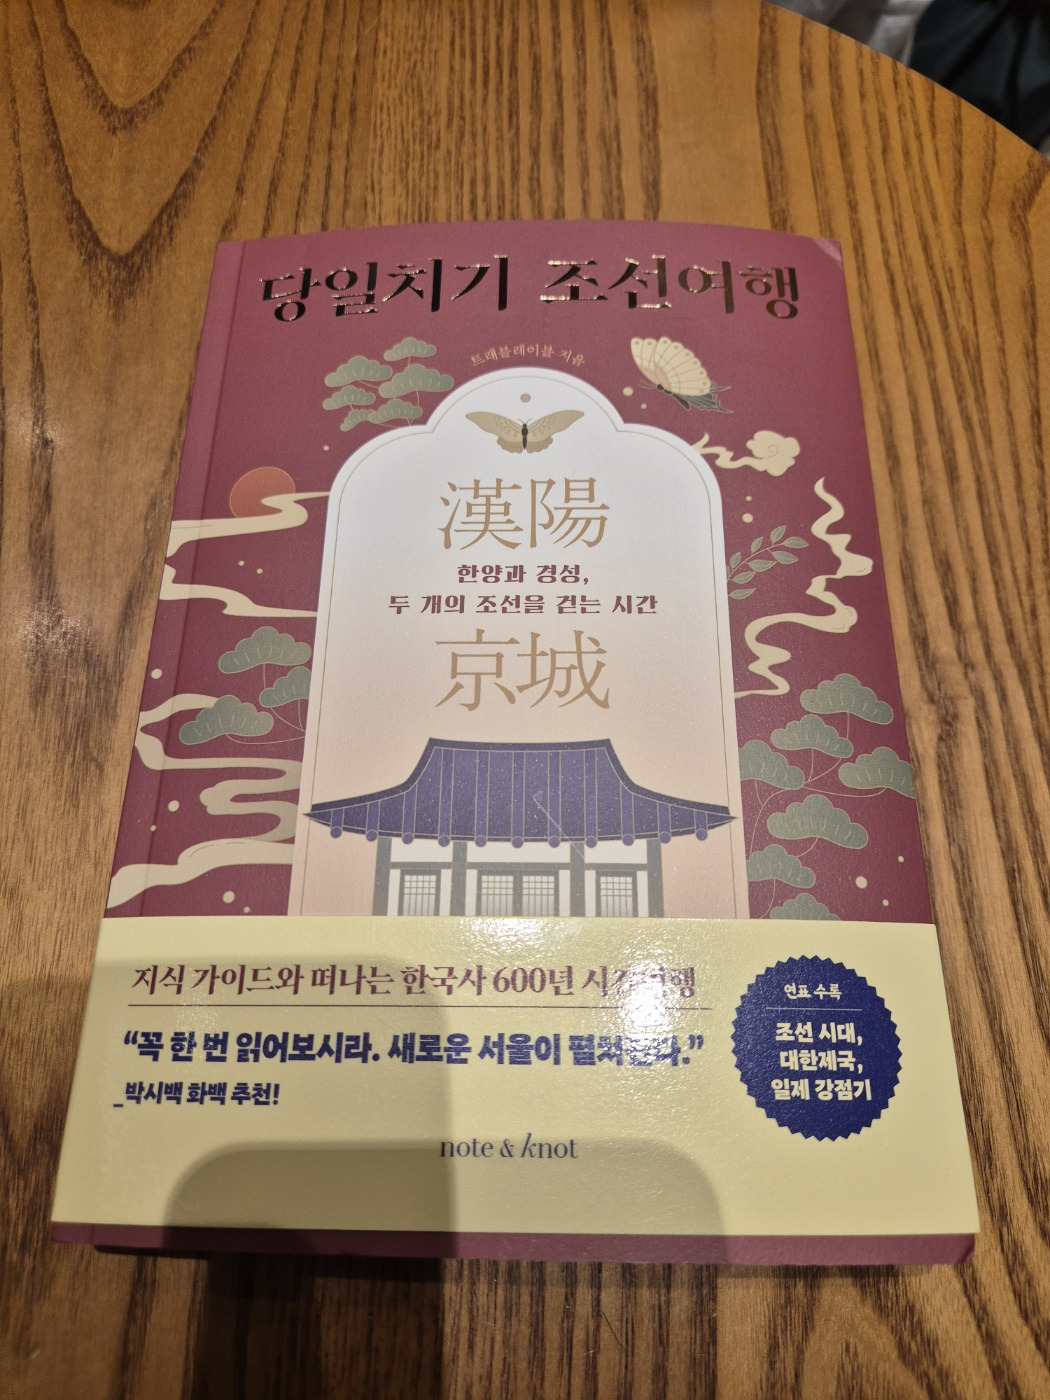 당일치기 조선여행
트래블레이블 지음
漢陽
한양과 경성,
두 개의 조선을 걷는 시간
京城
지식 가이드와 떠나는 한국사 600년 시간여행
“꼭 한 번 읽어보시라. 새로운 서울이 펼쳐진다.”
_박시백 화백 추천!
연표 수록
조선 시대,
대한제국,
일제 강점기
note & knot